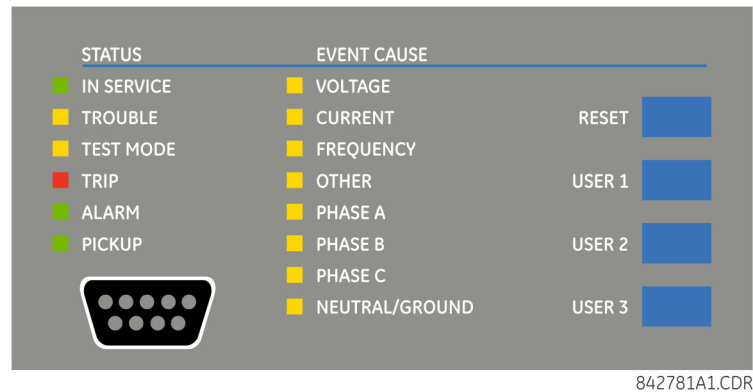 STATUS
IN SERVICE
TROUBLE
TEST MODE
TRIP
ALARM
PICKUP
EVENT CAUSE
VOLTAGE
CURRENT
FREQUENCY
OTHER
PHASE A
PHASE B
PHASE C
NEUTRAL/GROUND
RESET
USER 1
USER 2
USER 3
842781A1.CDR